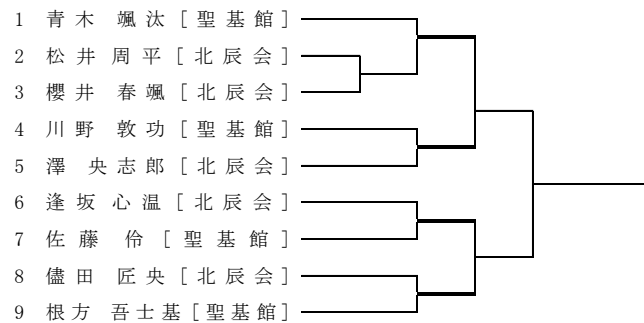 1 青木 颯汰［聖基館］
2 松井周平［北辰会］
3 櫻井春颯［北辰会］
4 川野敦功［聖基館］
5 澤 央志郎［北辰会］
6 逢坂心温［北辰会］
7 佐藤 伶［聖基館］
8 儘田 匠央［北辰会］
9 根方 吾士基［聖基館］